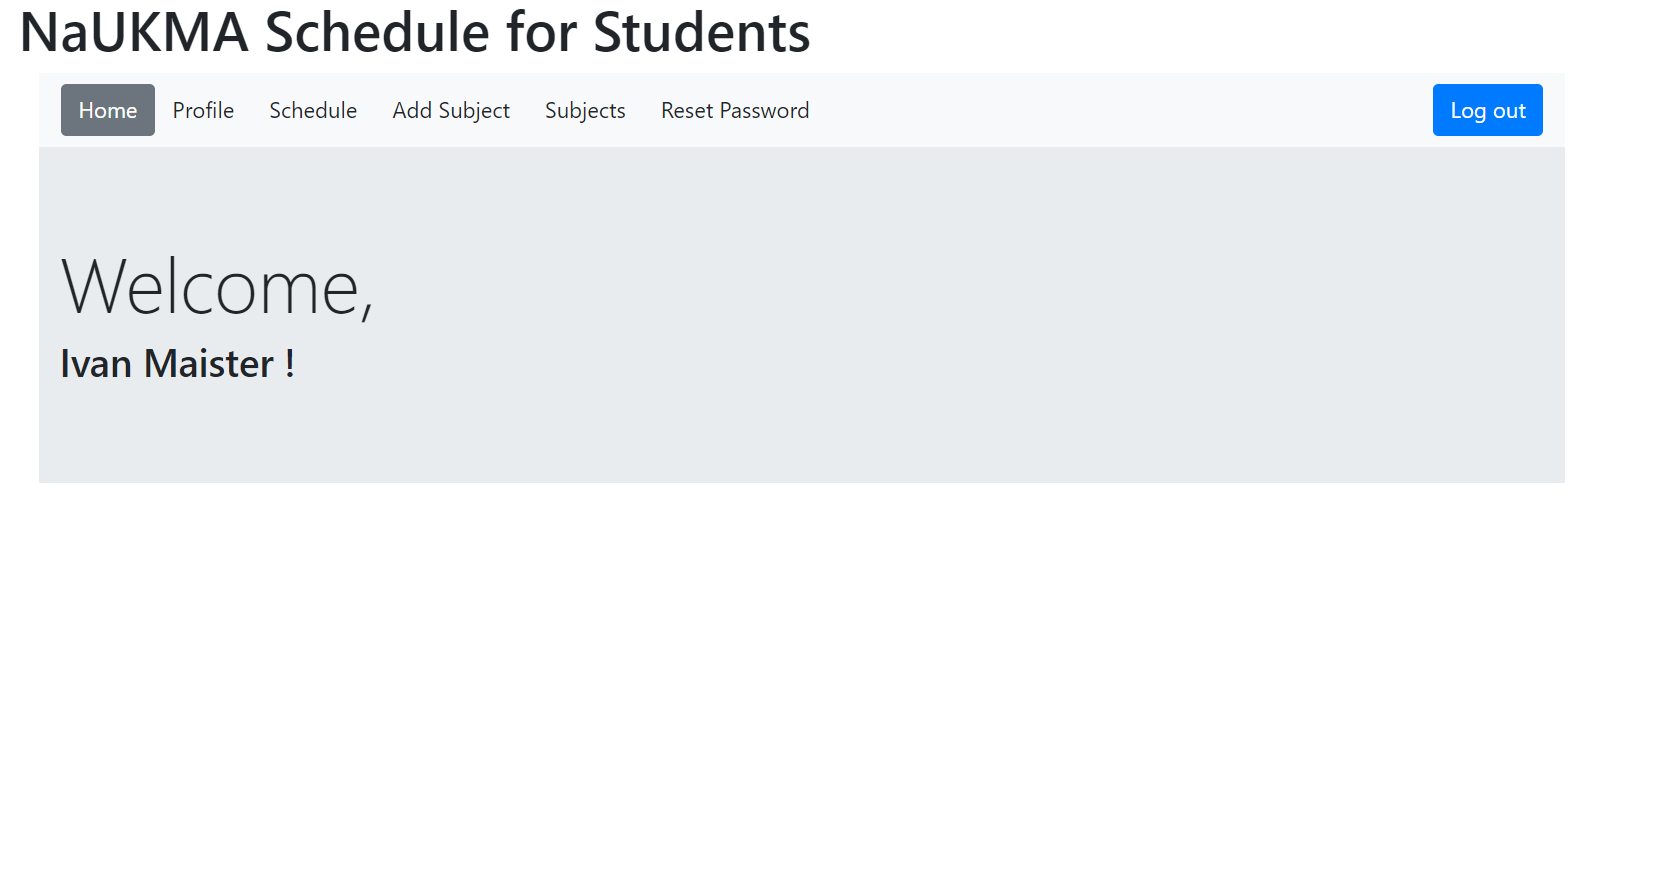 NaUKMA Schedule for Students
Home Profile Schedule Add Subject Subjects Reset Password Log out
Welcome,
Ivan Maister !